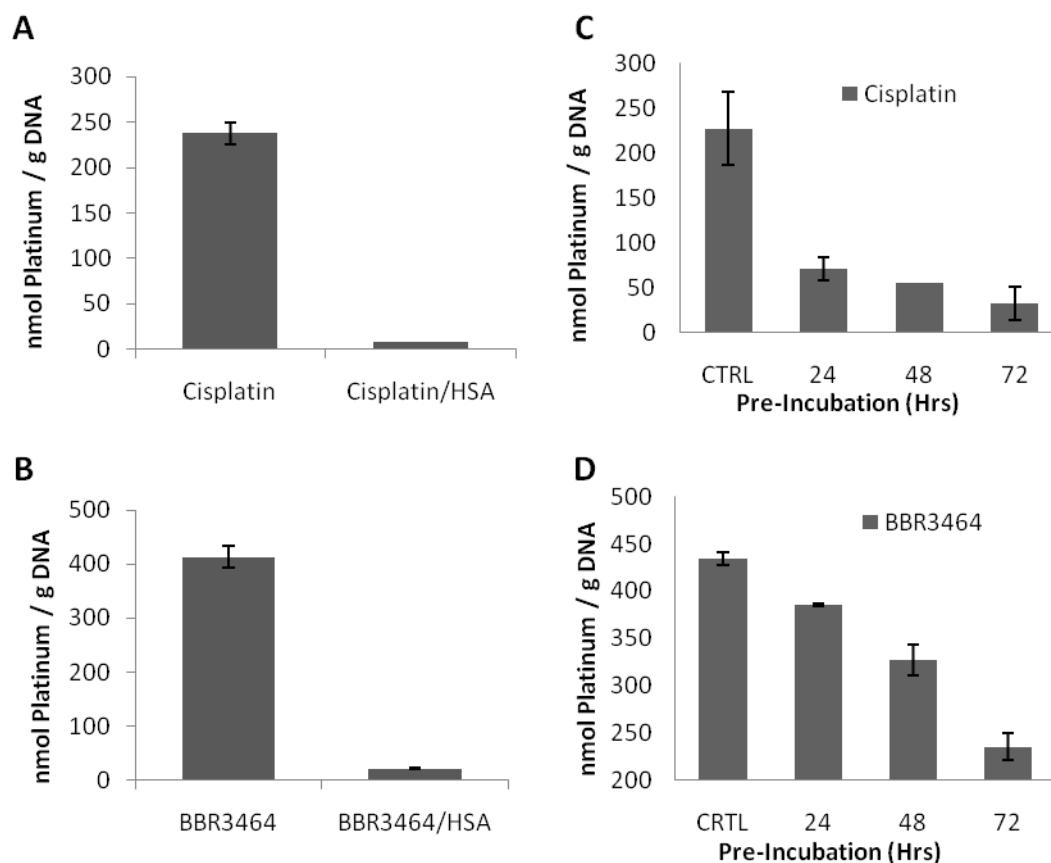 A
nmol Platinum / g DNA
300
250
200
150
100
50
0
Cisplatin Cisplatin/HSA
C
nmol Platinum / g DNA
300
250
200
150
100
50
0
Cisplatin
CTRL 24 48 72
Pre-Incubation (Hrs)
B
nmol Platinum / g DNA
500
400
300
200
100
0
BBR3464 BBR3464/HSA
D
nmol Platinum / g DNA
500
450
400
350
300
250
200
BBR3464
CRTL 24 48 72
Pre-Incubation (Hrs)